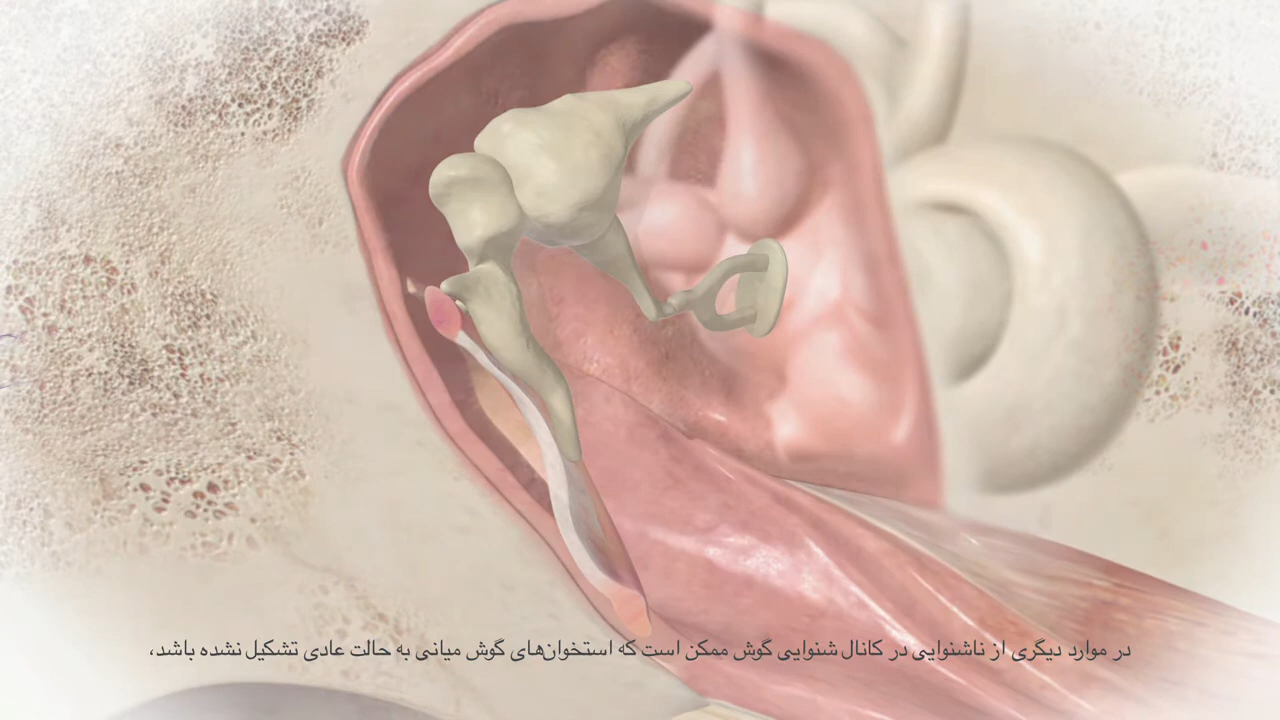 در موارد دیگری از ناشنوایی در کانال شنوایی گوش ممکن است که استخوان‌های گوش میانی به حالت عادی تشکیل نشده باشد،